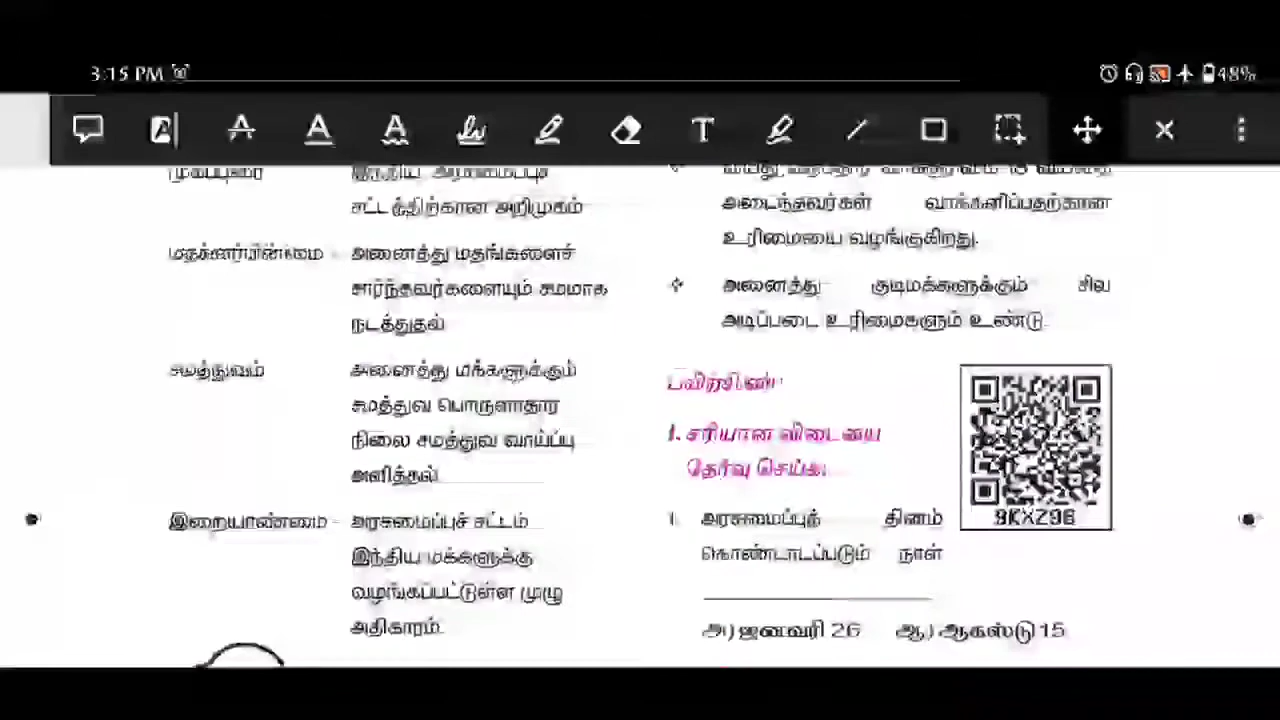 3:15 PM
48%
முகப்புரை
இந்திய அரசமைப்புச்
சட்டத்திற்கான அறிமுகம்
மதச்சார்பின்மை - அனைத்து மதங்களைச்
சார்ந்தவர்களையும் சமமாக
நடத்துதல்
சமத்துவம்
அனைத்து மக்களுக்கும்
சமத்துவ பொருளாதார
நிலை சமத்துவ வாய்ப்பு
அளித்தல்
இறையாண்மை - அரசமைப்புச் சட்டம்
இந்திய மக்களுக்கு
வழங்கப்பட்டுள்ள முழு
அதிகாரம்.
அடைந்தவர்கள் வாக்களிப்பதற்கான
உரிமையை வழங்குகிறது.
❖ அனைத்து குடிமக்களுக்கும் சில
அடிப்படை உரிமைகளும் உண்டு.
I. சரியான விடையை
தேர்வு செய்க.
1. அரசமைப்புத் தினம்
கொண்டாடப்படும் நாள்
அ) ஜனவரி 26 ஆ) ஆகஸ்டு 15